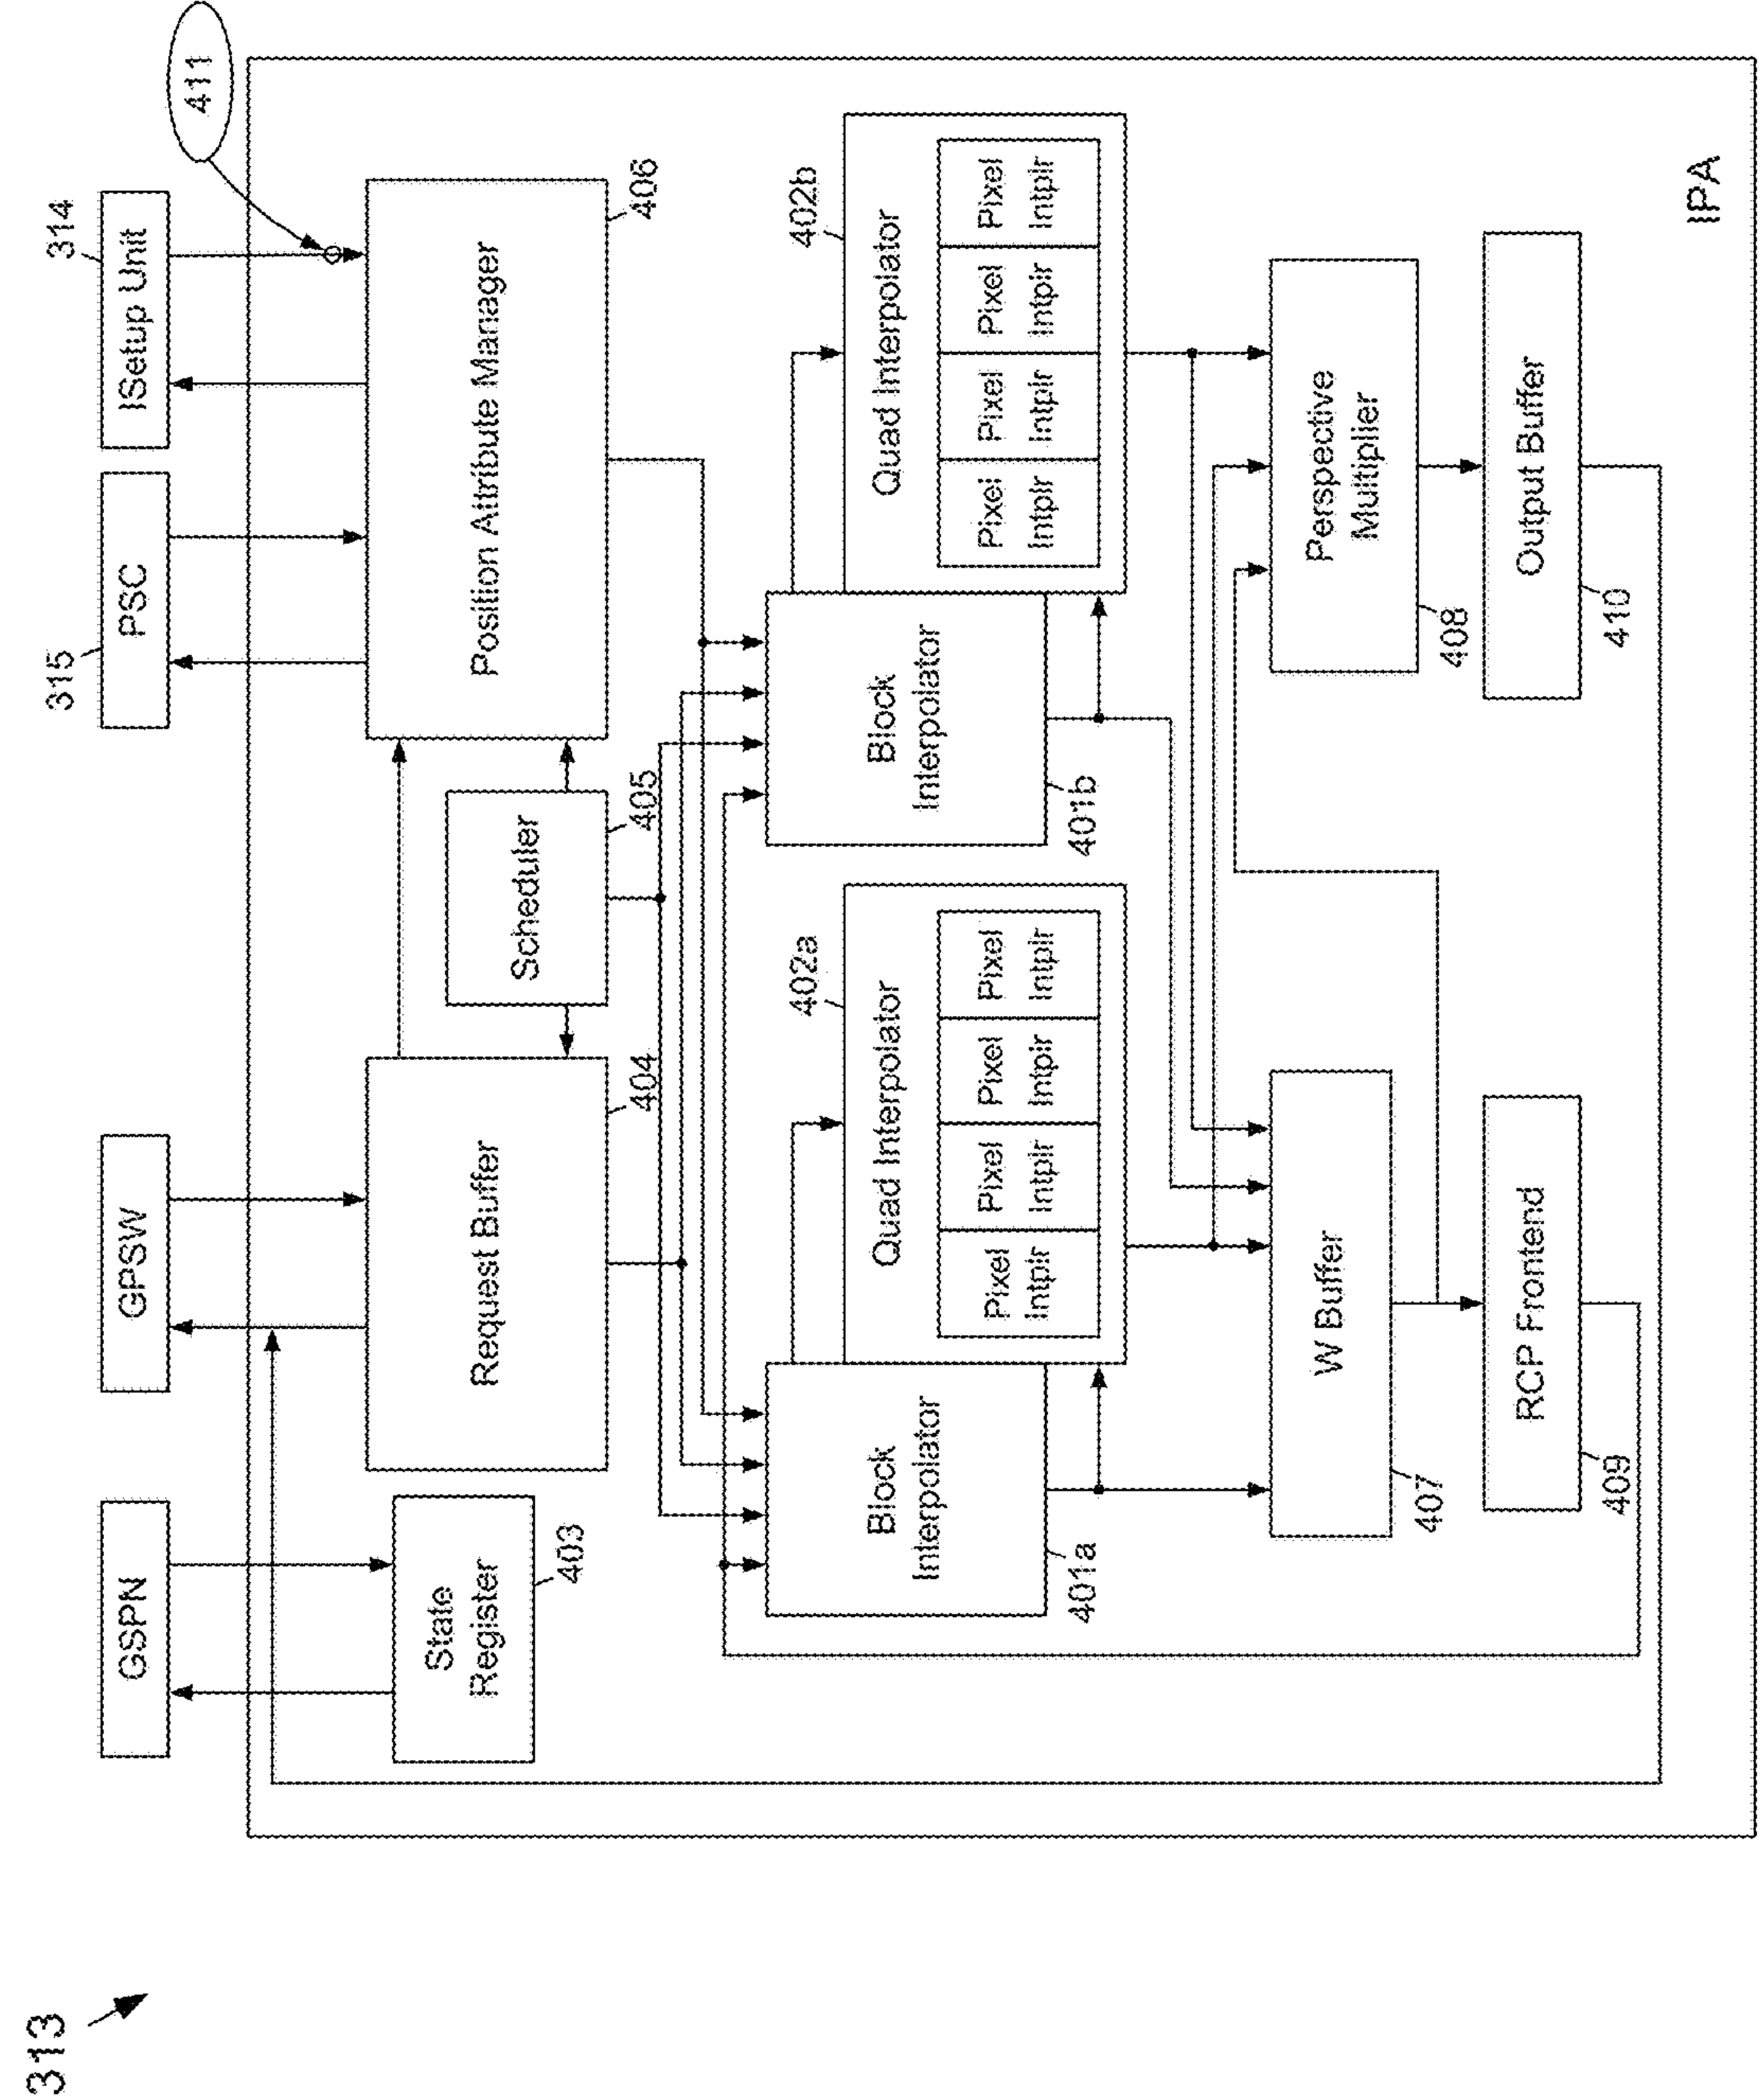 313
GSPN
GPSW
315
PSC
314
ISetup Unit
411
State
Register
403
Request Buffer
404
Scheduler
405
Position Attribute Manager
406
Block
Interpolator
401a
Quad Interpolator
402a
Pixel
Intplr
Pixel
Intplr
Pixel
Intplr
Pixel
Intplr
Block
Interpolator
401b
Quad Interpolator
402b
Pixel
Intplr
Pixel
Intplr
Pixel
Intplr
Pixel
Intplr
W Buffer
407
Perspective
Multiplier
408
RCP Frontend
409
Output Buffer
410
IPA